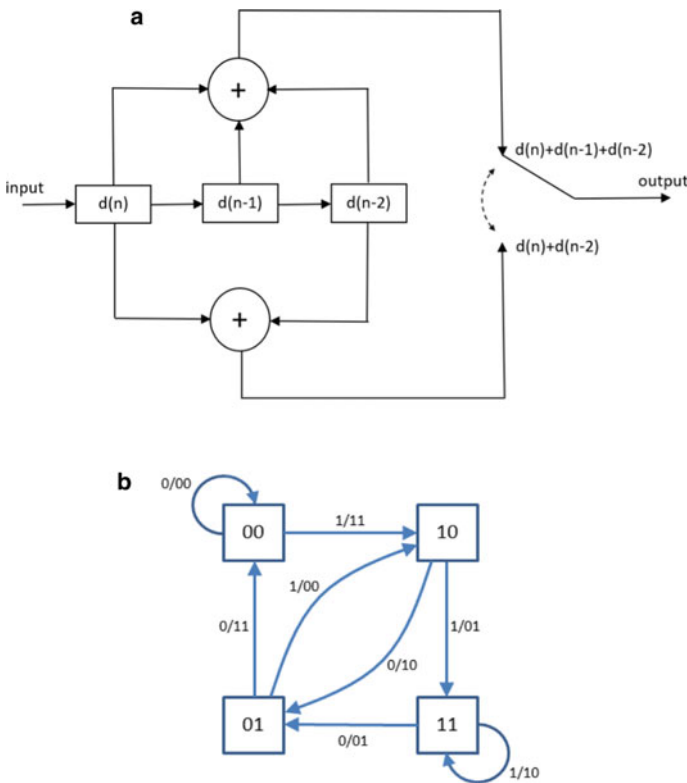 a
+
d(n)+d(n-1)+d(n-2)
input
output
d(n)
d(n-1)
d(n-2)
d(n)+d(n-2)
+
b
0/00
00
1/11
10
1/00
0/11
1/01
0/10
01
0/01
11
1/10